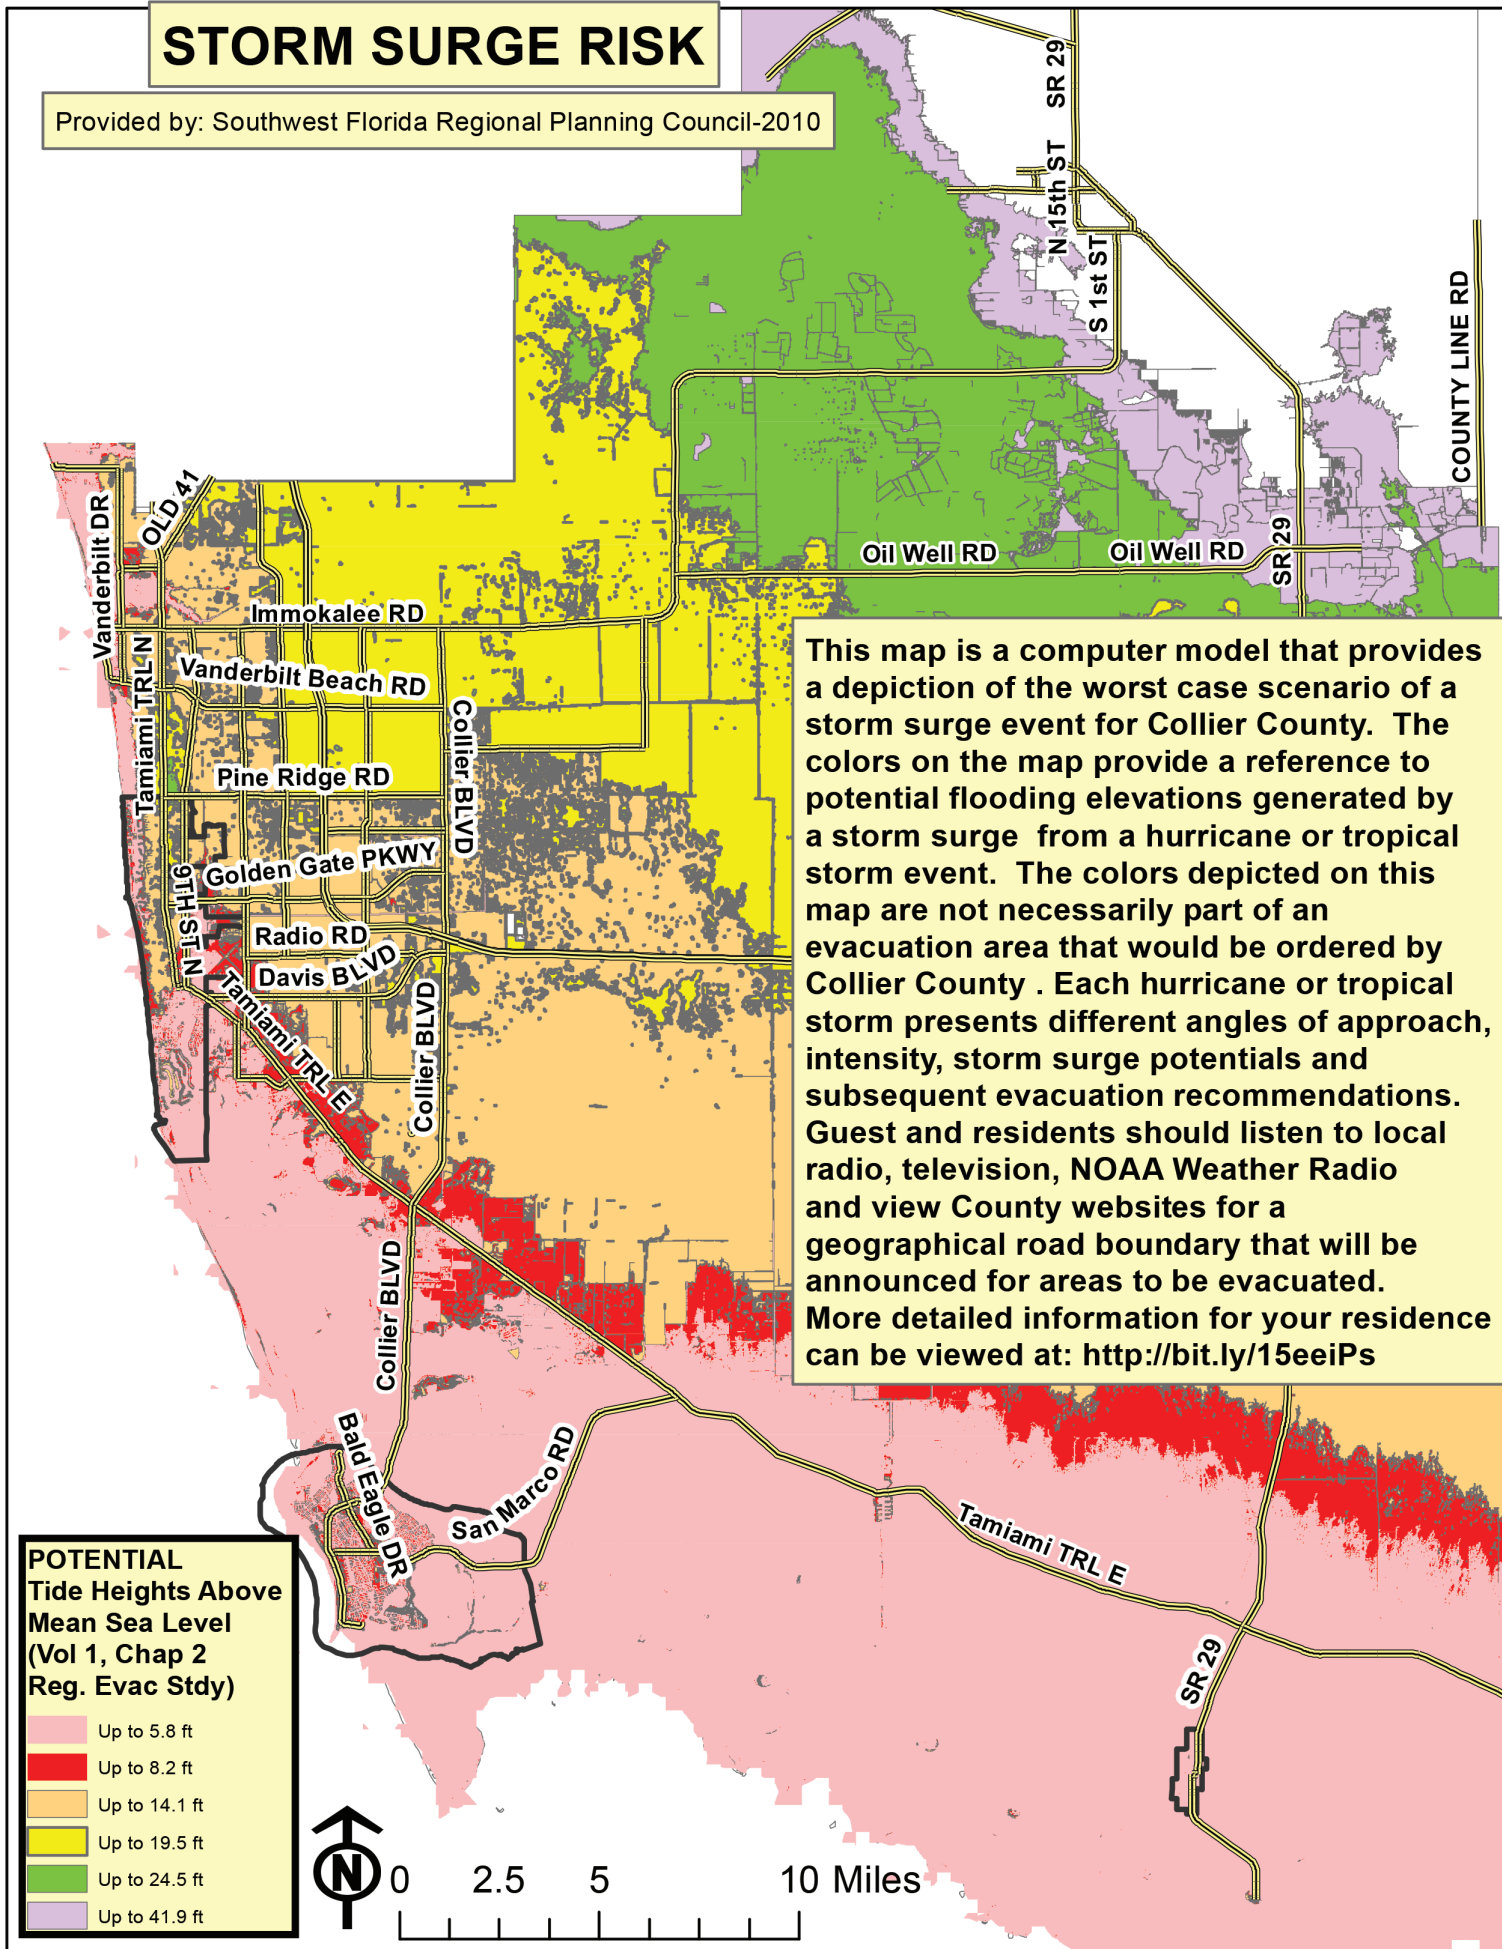 STORM SURGE RISK
Provided by: Southwest Florida Regional Planning Council-2010
SR 29
N 15th ST
S 1st ST
COUNTY LINE RD
OLD 41
Vanderbilt DR
Oil Well RD
Oil Well RD
SR 29
Immokalee RD
Vanderbilt Beach RD
Tamiami TRL N
Collier BLVD
Pine Ridge RD
Golden Gate PKWY
9TH ST N
Radio RD
Davis BLVD
Tamiami TRL E
Collier BLVD
This map is a computer model that provides
a depiction of the worst case scenario of a
storm surge event for Collier County. The
colors on the map provide a reference to
potential flooding elevations generated by
a storm surge from a hurricane or tropical
storm event. The colors depicted on this
map are not necessarily part of an
evacuation area that would be ordered by
Collier County . Each hurricane or tropical
storm presents different angles of approach,
intensity, storm surge potentials and
subsequent evacuation recommendations.
Guest and residents should listen to local
radio, television, NOAA Weather Radio
and view County websites for a
geographical road boundary that will be
announced for areas to be evacuated.
More detailed information for your residence
can be viewed at: http://bit.ly/15eeiPs
Collier BLVD
Bald Eagle DR
San Marco RD
Tamiami TRL E
SR 29
POTENTIAL
Tide Heights Above
Mean Sea Level
(Vol 1, Chap 2
Reg. Evac Stdy)
Up to 5.8 ft
Up to 8.2 ft
Up to 14.1 ft
Up to 19.5 ft
Up to 24.5 ft
Up to 41.9 ft
N
0 2.5 5 10 Miles